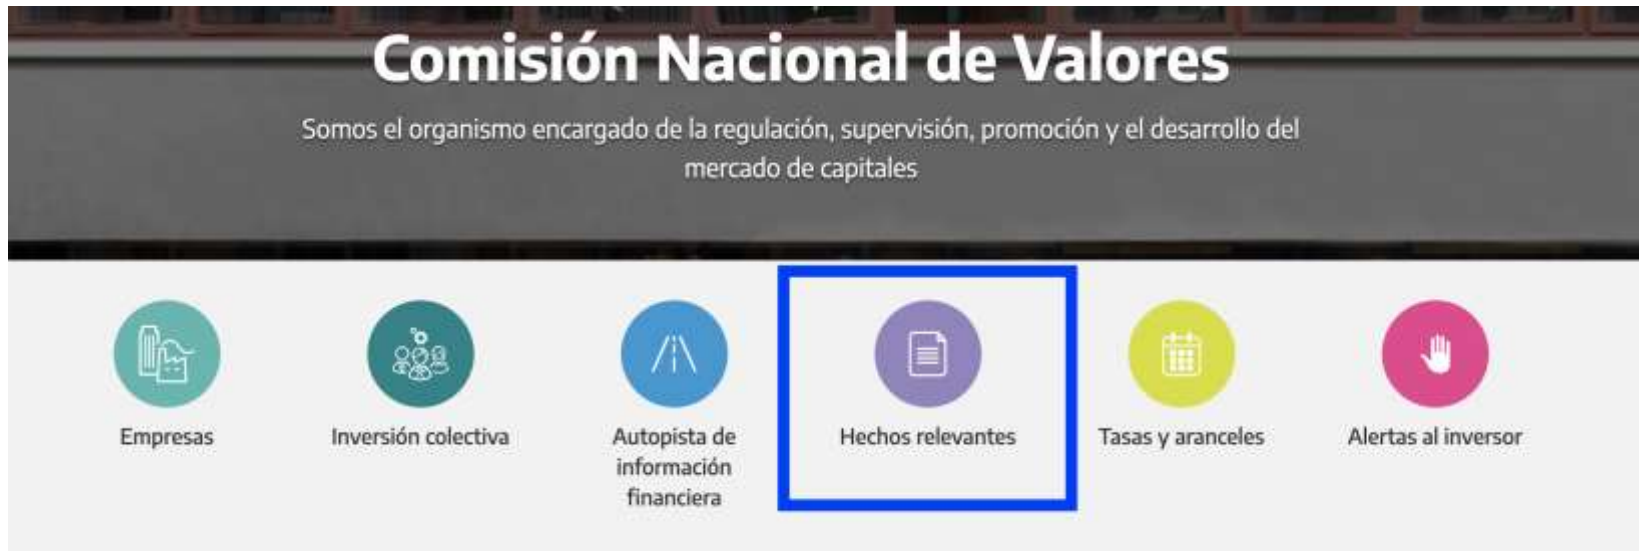 Comisión Nacional de Valores
Somos el organismo encargado de la regulación, supervisión, promoción y el desarrollo del
mercado de capitales
Empresas
Inversión colectiva
Autopista de
información
financiera
Hechos relevantes
Tasas y aranceles
Alertas al inversor